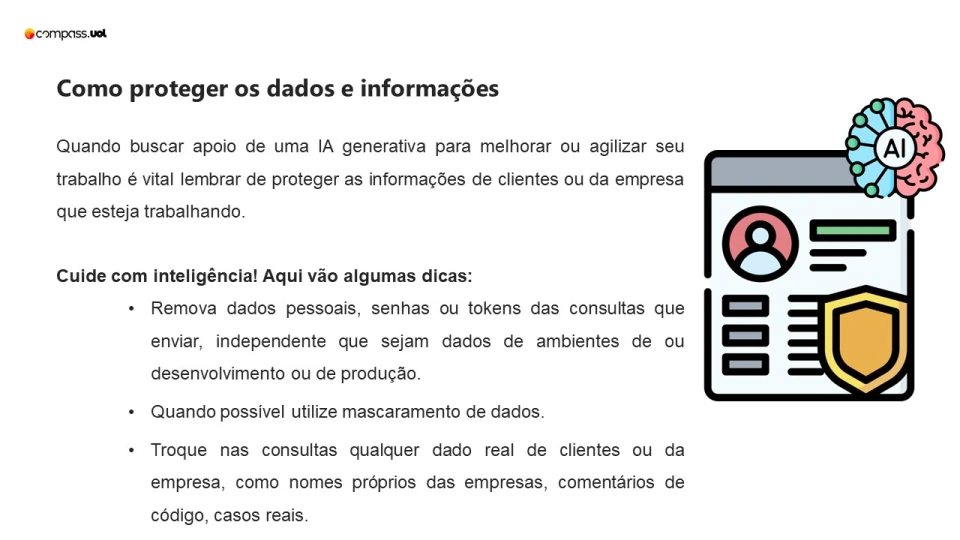 compass.uol
Como proteger os dados e informações
Quando buscar apoio de uma IA generativa para melhorar ou agilizar seu
trabalho é vital lembrar de proteger as informações de clientes ou da empresa
que esteja trabalhando.
Cuide com inteligência! Aqui vão algumas dicas:
• Remova dados pessoais, senhas ou tokens das consultas que
enviar, independente que sejam dados de ambientes de ou
desenvolvimento ou de produção.
• Quando possível utilize mascaramento de dados.
• Troque nas consultas qualquer dado real de clientes ou da
empresa, como nomes próprios das empresas, comentários de
código, casos reais.
AI